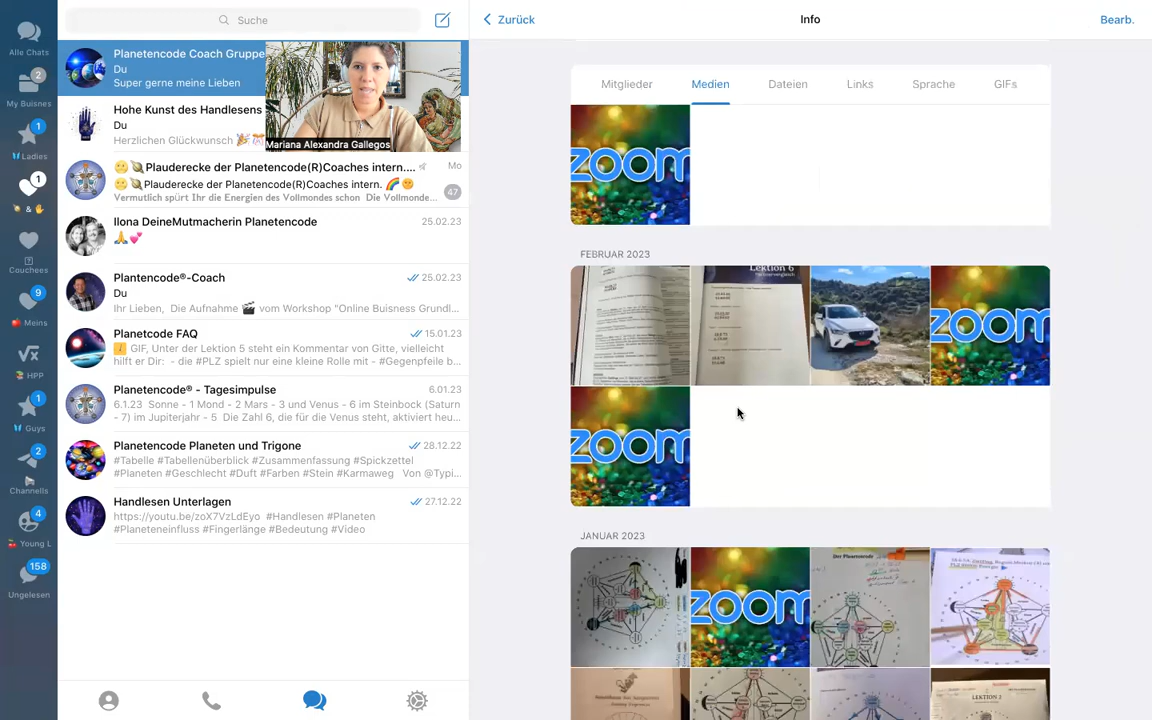 Suche
Zurück
Info
Bearb.
Alle Chats
2
My Buisnes
1
Ladies
1
&
Couchees
9
Meins
HPP
1
Guys
2
Channells
4
Young L
158
Ungelesen
Planetencode Coach Gruppe
Du
Super gerne meine Lieben
Mariana Alexandra Gallegos
Hohe Kunst des Handlesens
Du
Herzlichen Glückwunsch 🎉🎊
🌝🪐Plauderecke der Planetencode(R)Coaches intern....
Mo
🌝🪐Plauderecke der Planetencode(R)Coaches intern. 🌈🌝
Vermutlich spürt Ihr die Energien des Vollmondes schon Die Vollmonde...
47
Ilona DeineMutmacherin Planetencode
25.02.23
🙏💕
Plantencode®-Coach
25.02.23
Du
Ihr Lieben, Die Aufnahme 🎬 vom Workshop "Online Buisness Grundl...
Planetcode FAQ
15.01.23
GIF, Unter der Lektion 5 steht ein Kommentar von Gitte, vielleicht
hilft er Dir: - die #PLZ spielt nur eine kleine Rolle mit - #Gegenpfeile b...
Planetencode® - Tagesimpulse
6.01.23
6.1.23 Sonne - 1 Mond - 2 Mars - 3 und Venus - 6 im Steinbock (Saturn
- 7) im Jupiterjahr - 5 Die Zahl 6, die für die Venus steht, aktiviert heu...
Planetencode Planeten und Trigone
28.12.22
#Tabelle #Tabellenüberblick #Zusammenfassung #Spickzettel
#Planeten #Geschlecht #Duft #Farben #Stein #Karmaweg Von @Typi...
Handlesen Unterlagen
27.12.22
https://youtu.be/zoX7VzLdEyo #Handlesen #Planeten
#Planeteneinfluss #Fingerlänge #Bedeutung #Video
Mitglieder
Medien
Dateien
Links
Sprache
GIFs
zoom
FEBRUAR 2023
Lektion 6
zoom
zoom
JANUAR 2023
zoom
Der Planetencode
LEKTION 3